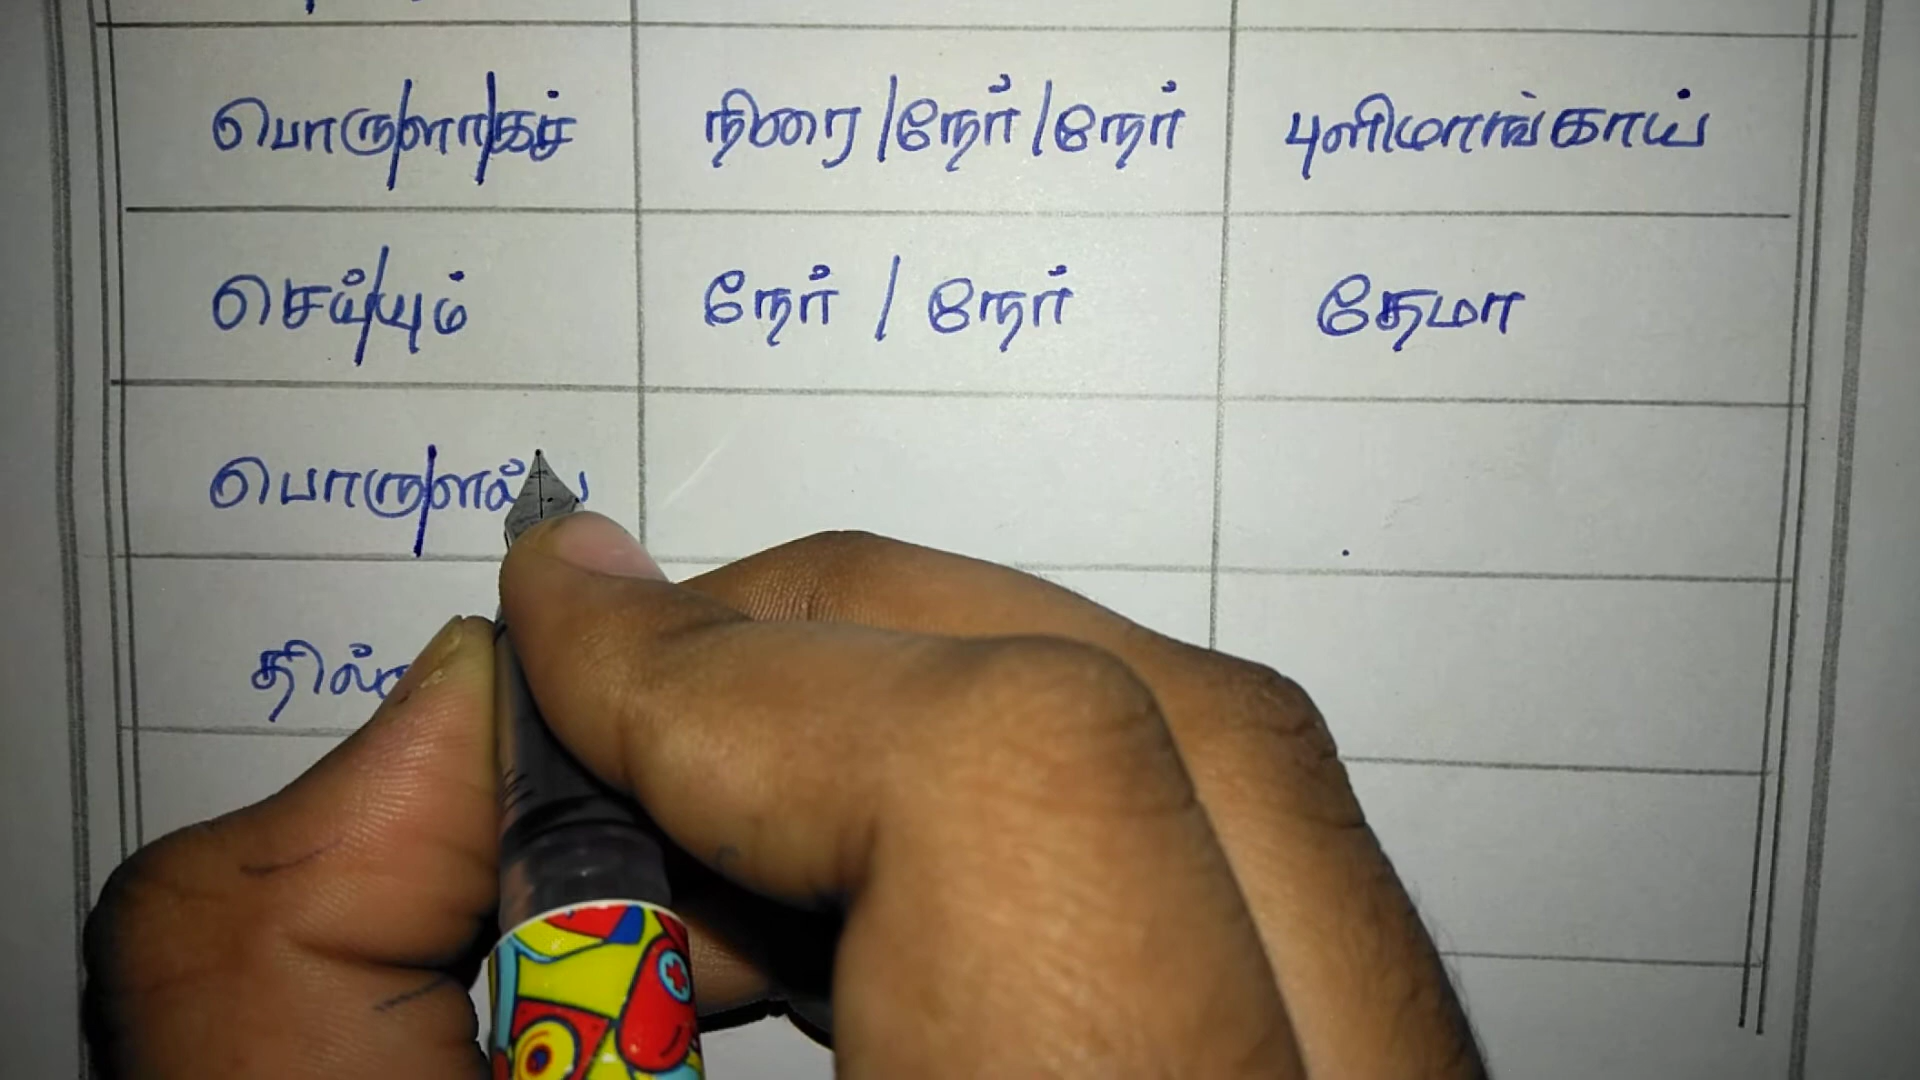 பொரு/ளா/கச் நிரை/நேர்/நேர் புளிமாங்காய்
செய்/யும் நேர் / நேர் தேமா